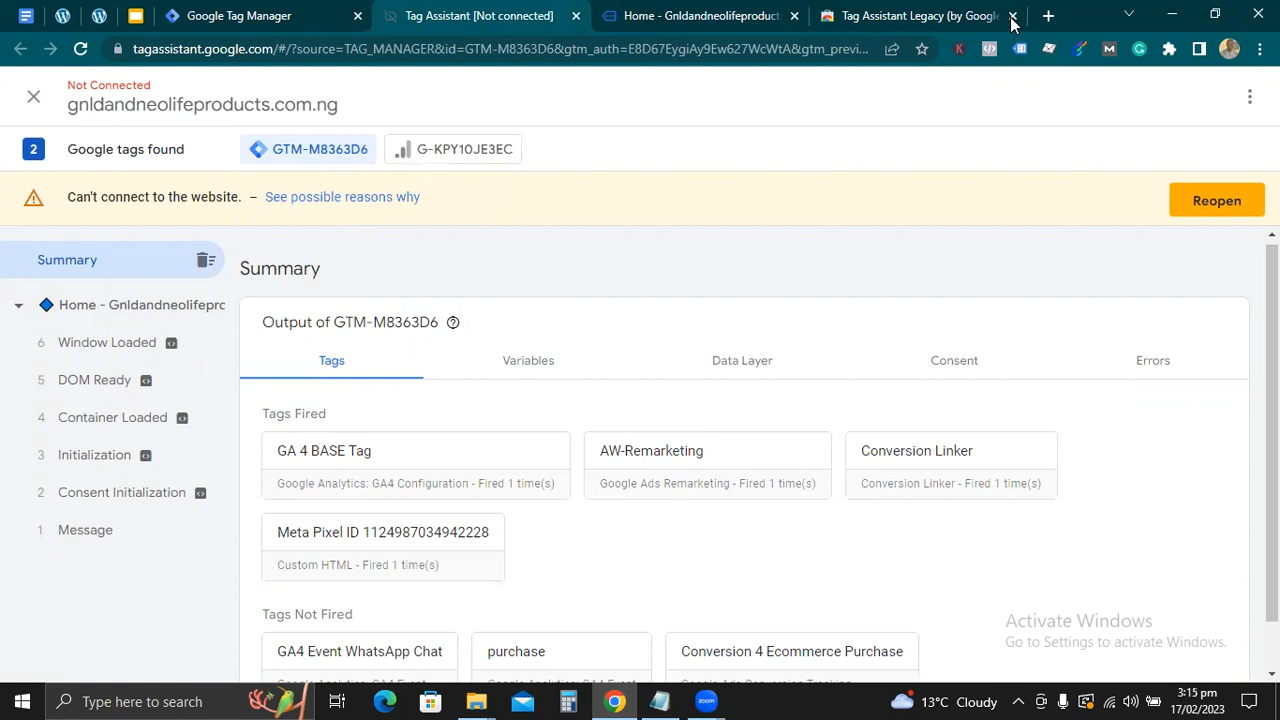 Google Tag Manager
Tag Assistant [Not connected]
Home - Gnldandneolifeproducts
Tag Assistant Legacy (by Google
tagassistant.google.com/#/?source=TAG_MANAGER&id=GTM-M8363D6&gtm_auth=E8D67EygiAy9Ew627WcWtA&gtm_previ...
Not Connected
gnldandneolifeproducts.com.ng
2 Google tags found GTM-M8363D6 G-KPY10JE3EC
Can't connect to the website. – See possible reasons why
Reopen
Summary
Home - Gnldandneolifeprc
6 Window Loaded
5 DOM Ready
4 Container Loaded
3 Initialization
2 Consent Initialization
1 Message
Summary
Output of GTM-M8363D6
Tags Variables Data Layer Consent Errors
Tags Fired
GA 4 BASE Tag
Google Analytics: GA4 Configuration - Fired 1 time(s)
AW-Remarketing
Google Ads Remarketing - Fired 1 time(s)
Conversion Linker
Conversion Linker - Fired 1 time(s)
Meta Pixel ID 1124987034942228
Custom HTML - Fired 1 time(s)
Tags Not Fired
GA4 Event WhatsApp Chat
purchase
Conversion 4 Ecommerce Purchase
Activate Windows
Go to Settings to activate Windows.
Type here to search
zoom
13°C Cloudy
3:15 pm
17/02/2023